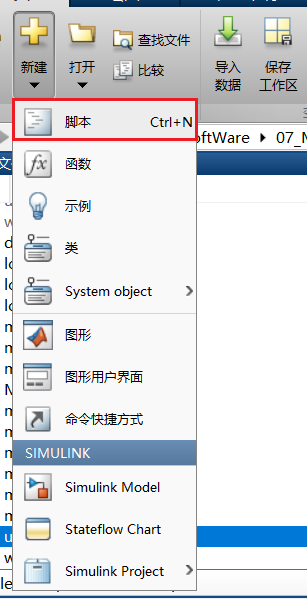 新建
打开
查找文件
比较
导入
数据
保存
工作区
脚本 Ctrl+N
oftWare ▸ 07_M
函数
示例
类
System object
图形
图形用户界面
命令快捷方式
SIMULINK
Simulink Model
Stateflow Chart
Simulink Project